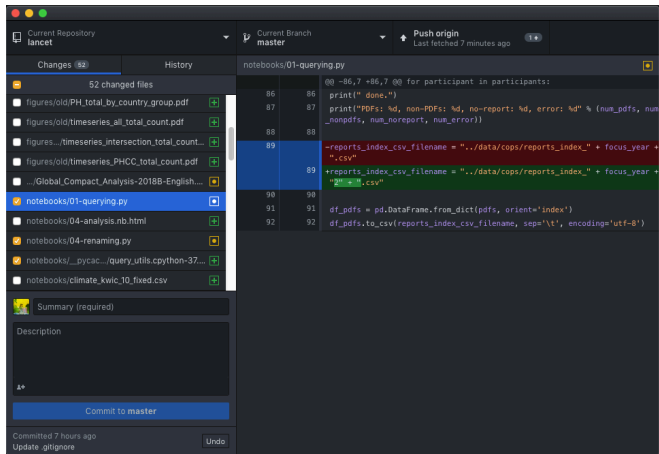 Current Repository
lancet
Current Branch
master
Push origin
Last fetched 7 minutes ago
1
Changes 52
History
notebooks/01-querying.py
52 changed files
figures/old/PH_total_by_country_group.pdf
figures/old/timeseries_all_total_count.pdf
figures.../timeseries_intersection_total_count...
figures/old/timeseries_PHCC_total_count.pdf
.../Global_Compact_Analysis-2018B-English....
notebooks/01-querying.py
notebooks/04-analysis.nb.html
notebooks/04-renaming.py
notebooks/__pycac.../query_utils.cpython-37....
notebooks/climate_kwic_10_fixed.csv
Summary (required)
Description
Commit to master
Committed 7 hours ago
Update .gitignore
Undo
@@ -86,7 +86,7 @@ for participant in participants:
86 86 print(" done.")
87 87 print("PDFs: %d, non-PDFs: %d, no-report: %d, error: %d" % (num_pdfs, num
_nonpdfs, num_noreport, num_error))
88 88
89 -reports_index_csv_filename = "../data/cops/reports_index_" + focus_year +
".csv"
89 +reports_index_csv_filename = "../data/cops/reports_index_" + focus_year +
"2" + ".csv"
90 90
91 91 df_pdfs = pd.DataFrame.from_dict(pdfs, orient='index')
92 92 df_pdfs.to_csv(reports_index_csv_filename, sep='\t', encoding='utf-8')